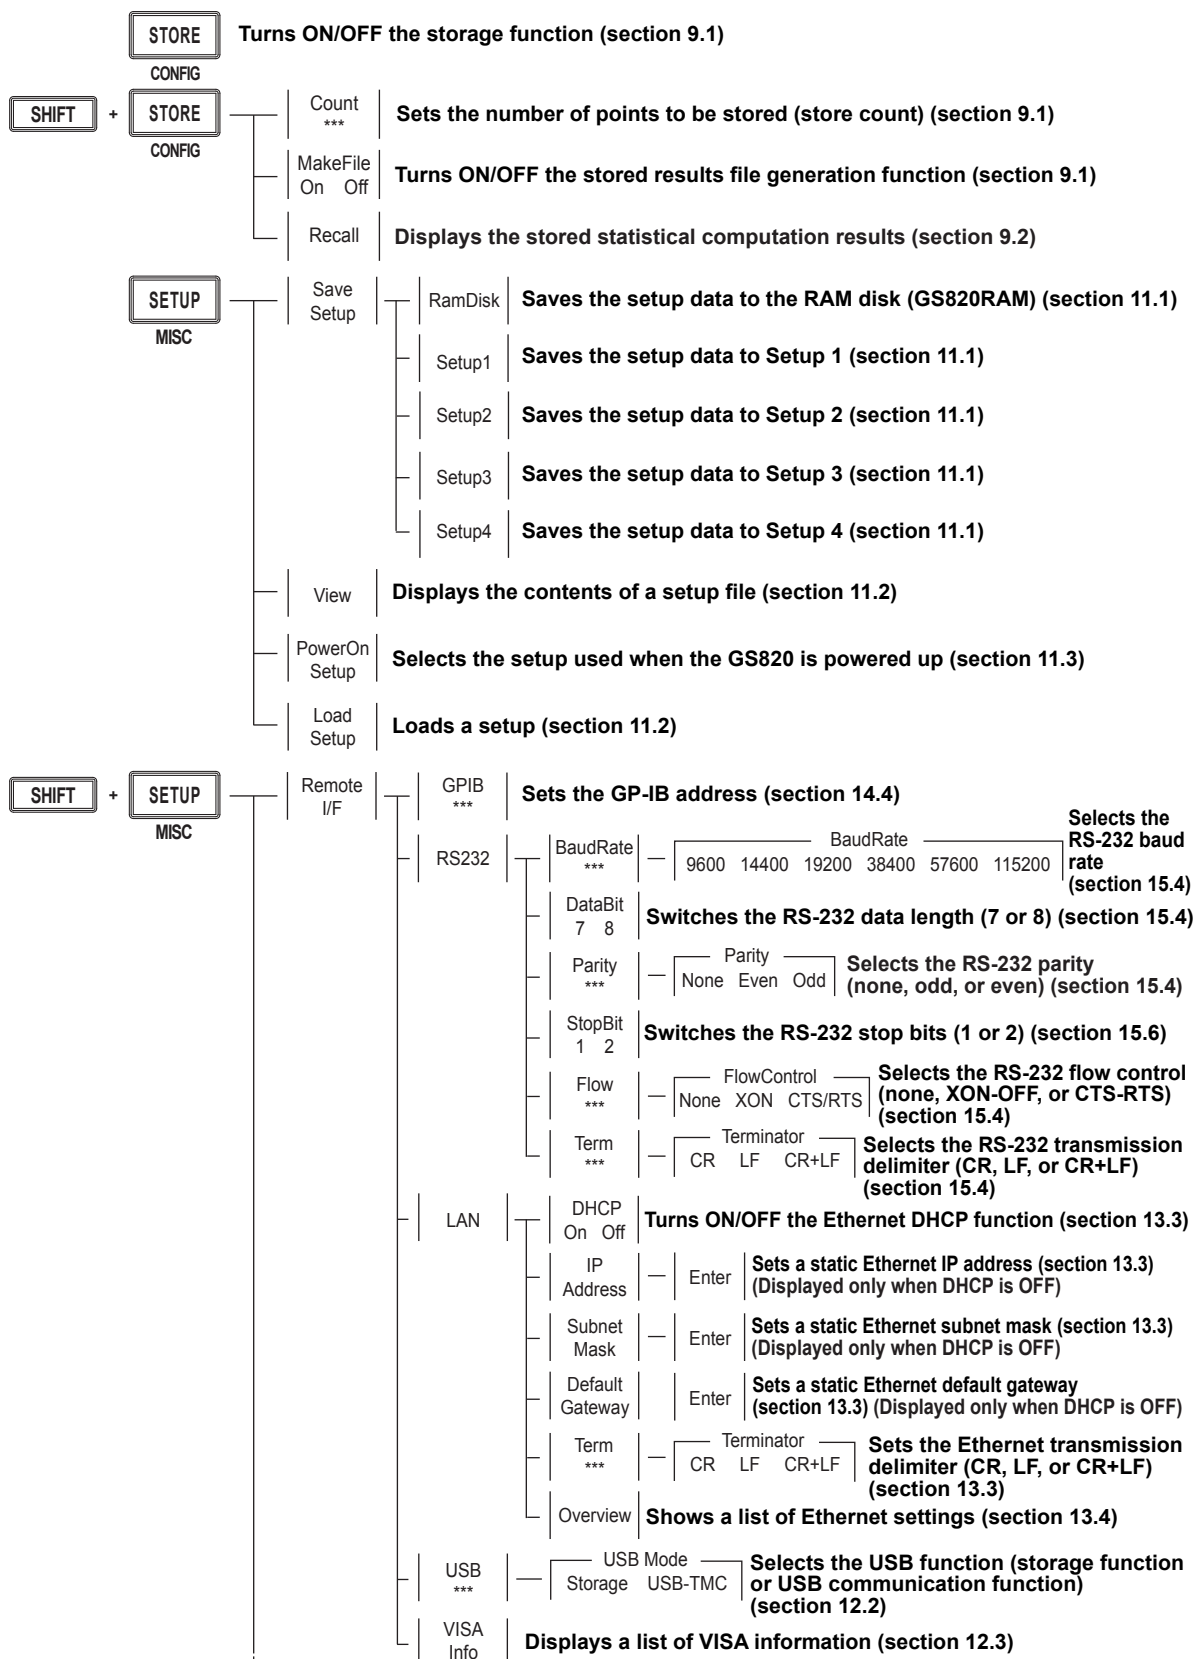 STORE Turns ON/OFF the storage function (section 9.1)
CONFIG
SHIFT + STORE Count Sets the number of points to be stored (store count) (section 9.1)
***
CONFIG
MakeFile Turns ON/OFF the stored results file generation function (section 9.1)
On Off
Recall Displays the stored statistical computation results (section 9.2)
SETUP Save RamDisk Saves the setup data to the RAM disk (GS820RAM) (section 11.1)
Setup
MISC
Setup1 Saves the setup data to Setup 1 (section 11.1)
Setup2 Saves the setup data to Setup 2 (section 11.1)
Setup3 Saves the setup data to Setup 3 (section 11.1)
Setup4 Saves the setup data to Setup 4 (section 11.1)
View Displays the contents of a setup file (section 11.2)
PowerOn Selects the setup used when the GS820 is powered up (section 11.3)
Setup
Load Loads a setup (section 11.2)
Setup
SHIFT + SETUP Remote GPIB Sets the GP-IB address (section 14.4)
I/F ***
MISC
RS232 BaudRate BaudRate Selects the
*** 9600 14400 19200 38400 57600 115200 RS-232 baud
rate
(section 15.4)
DataBit Switches the RS-232 data length (7 or 8) (section 15.4)
7 8
Parity Parity Selects the RS-232 parity
*** None Even Odd (none, odd, or even) (section 15.4)
StopBit Switches the RS-232 stop bits (1 or 2) (section 15.6)
1 2
Flow FlowControl Selects the RS-232 flow control
*** None XON CTS/RTS (none, XON-OFF, or CTS-RTS)
(section 15.4)
Term Terminator Selects the RS-232 transmission
*** CR LF CR+LF delimiter (CR, LF, or CR+LF)
(section 15.4)
LAN DHCP Turns ON/OFF the Ethernet DHCP function (section 13.3)
On Off
IP Enter Sets a static Ethernet IP address (section 13.3)
Address (Displayed only when DHCP is OFF)
Subnet Enter Sets a static Ethernet subnet mask (section 13.3)
Mask (Displayed only when DHCP is OFF)
Default Enter Sets a static Ethernet default gateway
Gateway (section 13.3) (Displayed only when DHCP is OFF)
Term Terminator Sets the Ethernet transmission
*** CR LF CR+LF delimiter (CR, LF, or CR+LF)
(section 13.3)
Overview Shows a list of Ethernet settings (section 13.4)
USB USB Mode Selects the USB function (storage function
*** Storage USB-TMC or USB communication function)
(section 12.2)
VISA Displays a list of VISA information (section 12.3)
Info